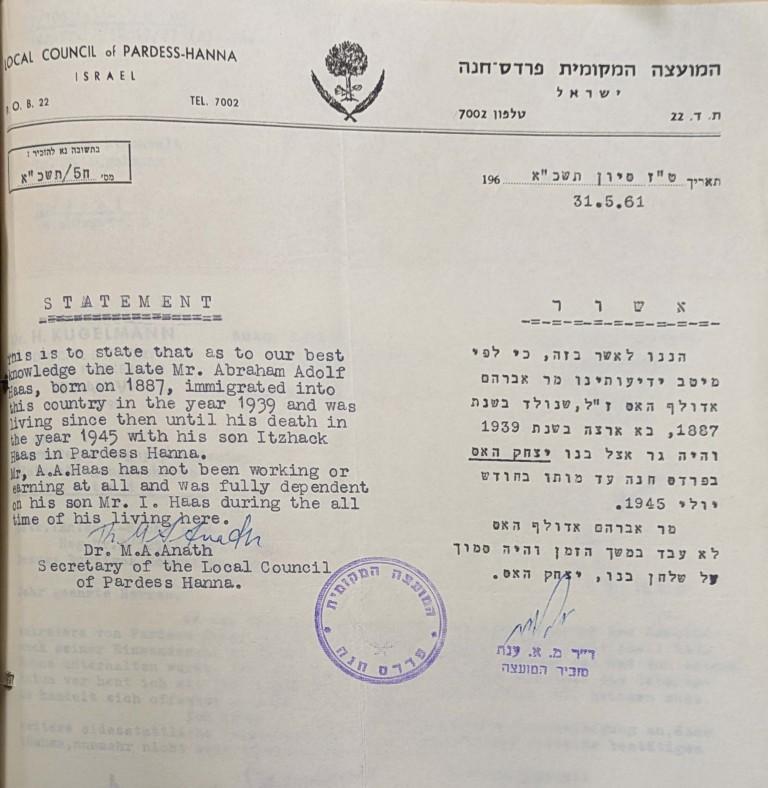 LOCAL COUNCIL of PARDESS-HANNA
ISRAEL
P.O.B. 22 TEL. 7002
המועצה המקומית פרדס־חנה
ישראל
ת. ד. 22 טלפון 7002
בתשובה נא להזכיר :
מס׳ ח5/תשכ"א
תאריך ט"ז סיון תשכ"א 196
31.5.61
STATEMENT
This is to state that as to our best
knowledge the late Mr. Abraham Adolf
Haas, born on 1887, immigrated into
this country in the year 1939 and was
living since then until his death in
the year 1945 with his son Itzhack
Haas in Pardess Hanna.
Mr, A.A.Haas has not been working or
earning at all and was fully dependent
on his son Mr. I. Haas during the all
time of his living here.
Dr. M.A.Anath
Secretary of the Local Council
of Pardess Hanna.
אשור
הננו לאשר בזה, כי לפי
מיטב ידיעותינו מר אברהם
אדולף האס ז"ל,שנולד בשנת
1887, בא ארצה בשנת 1939
והיה גר אצל בנו יצחק האס
בפרדס חנה עד מותו בחודש
יולי 1945.
מר אברהם אדולף האס
לא עבד במשך הזמן והיה סמוך
על שלחן בנו, יצחק האס.
המועצה המקומית
פרדס חנה
ד"ר מ. א. ענת
מזכיר המועצה
H. KUGELMANN